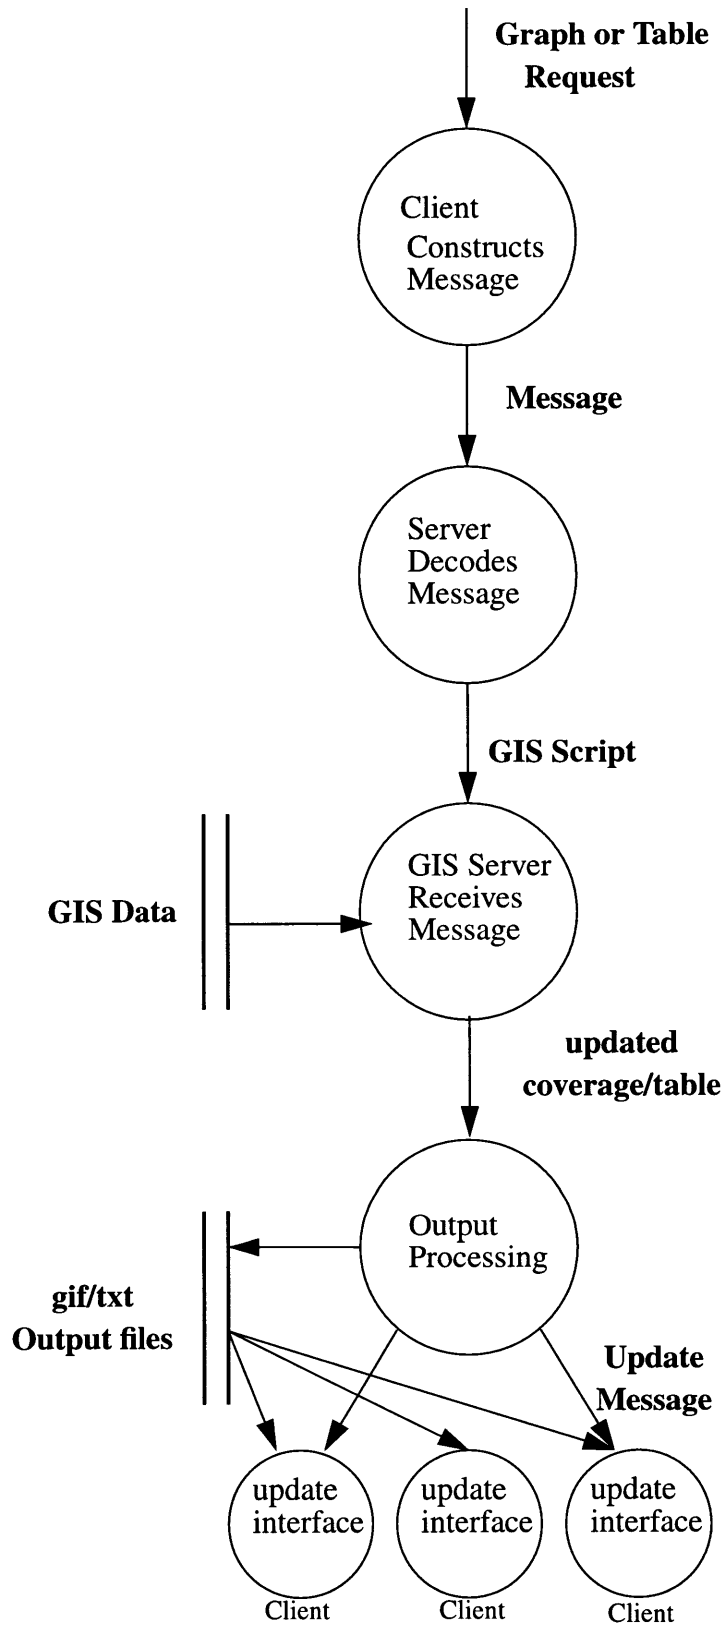 Graph or Table
Request
Client
Constructs
Message
Message
Server
Decodes
Message
GIS Script
GIS Server
Receives
Message
GIS Data
updated
coverage/table
Output
Processing
gif/txt
Output files
Update
Message
update
interface
Client
update
interface
Client
update
interface
Client